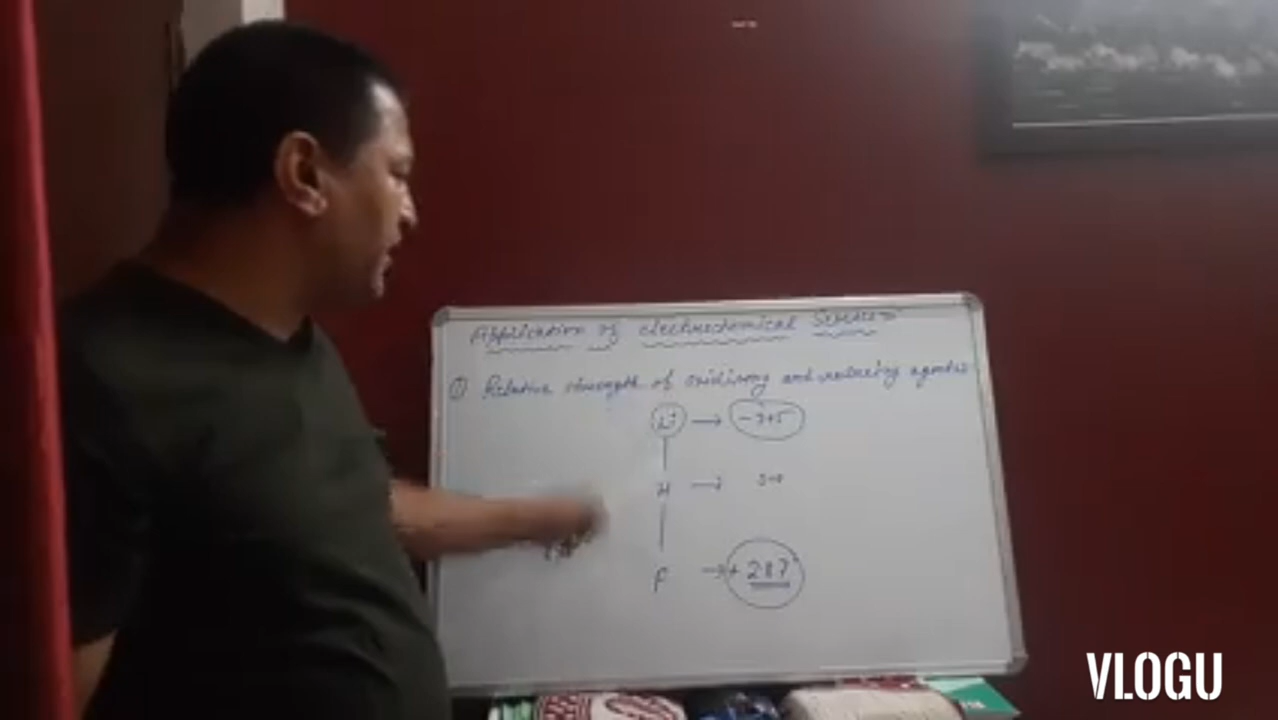 Application of electrochemical Series
① Relative strength of oxidising and reducing agents
Li → -3.05
H → 0.0
F → + 2.87
VLOGU